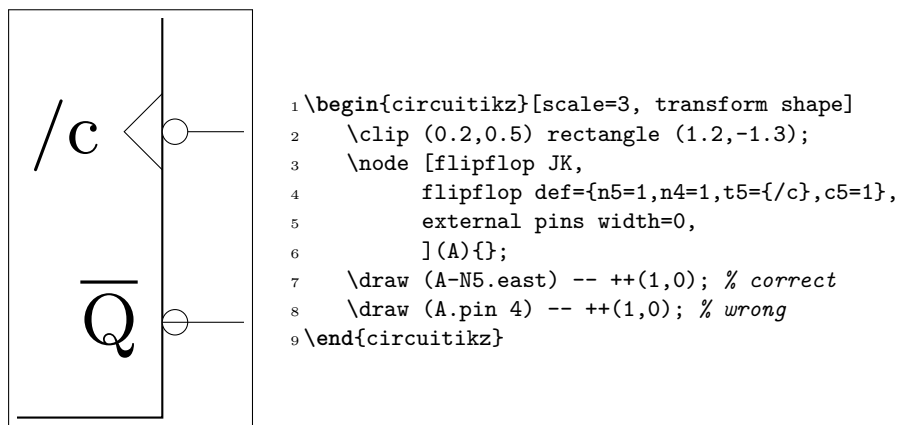 /c
Q
1 \begin{circuitikz}[scale=3, transform shape]
2     \clip (0.2,0.5) rectangle (1.2,-1.3);
3     \node [flipflop JK,
4            flipflop def={n5=1,n4=1,t5={/c},c5=1},
5            external pins width=0,
6            ](A){};
7     \draw (A-N5.east) -- ++(1,0); % correct
8     \draw (A.pin 4) -- ++(1,0); % wrong
9 \end{circuitikz}